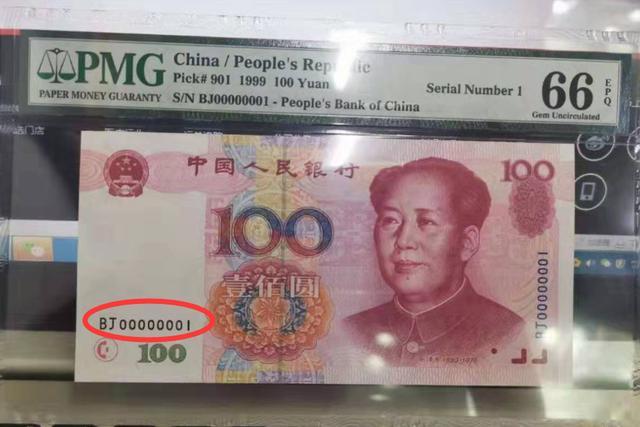 PMG
PAPER MONEY GUARANTY
China / People's Republic
Pick# 901 1999 100 Yuan
S/N BJ00000001 - People's Bank of China
Serial Number 1
66
EPQ
Gem Uncirculated
中国人民银行
100
100
壹佰圆
BJ00000001
BJ00000001
100